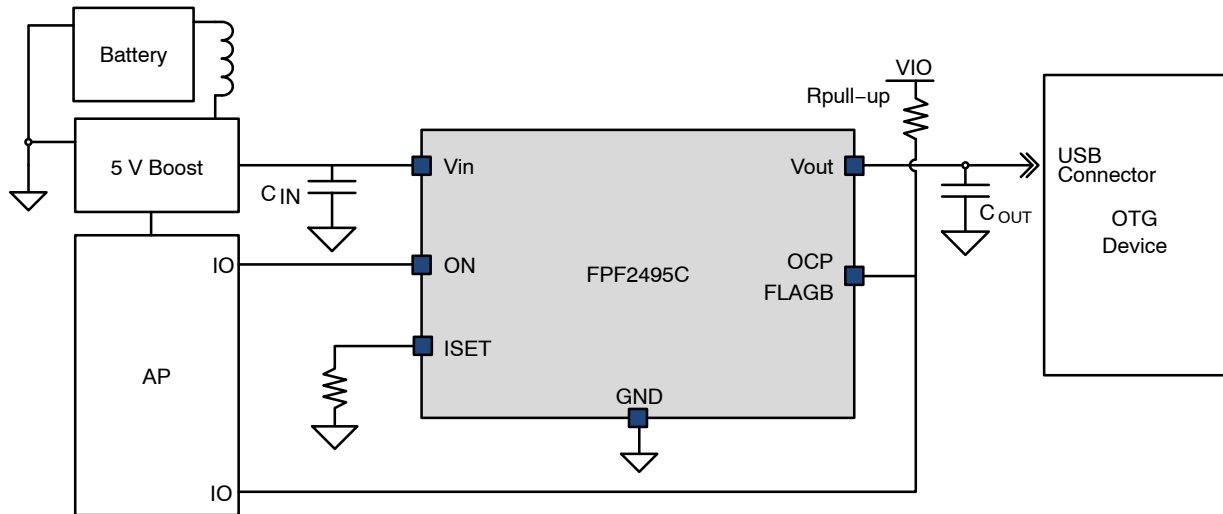 Battery
5 V Boost
C IN
Vin
Vout
VIO
Rpull−up
USB
Connector
OTG
Device
C OUT
IO
ON
FPF2495C
OCP
FLAGB
ISET
AP
GND
IO